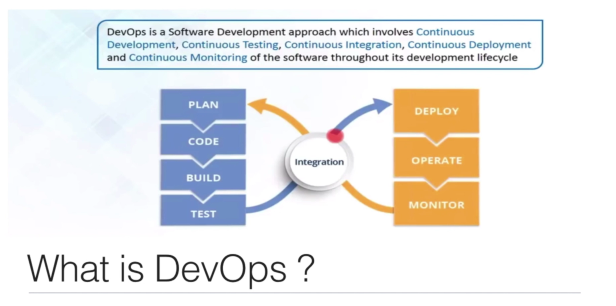 DevOps is a Software Development approach which involves Continuous
Development, Continuous Testing, Continuous Integration, Continuous Deployment
and Continuous Monitoring of the software throughout its development lifecycle
PLAN
CODE
BUILD
TEST
Integration
DEPLOY
OPERATE
MONITOR
What is DevOps ?